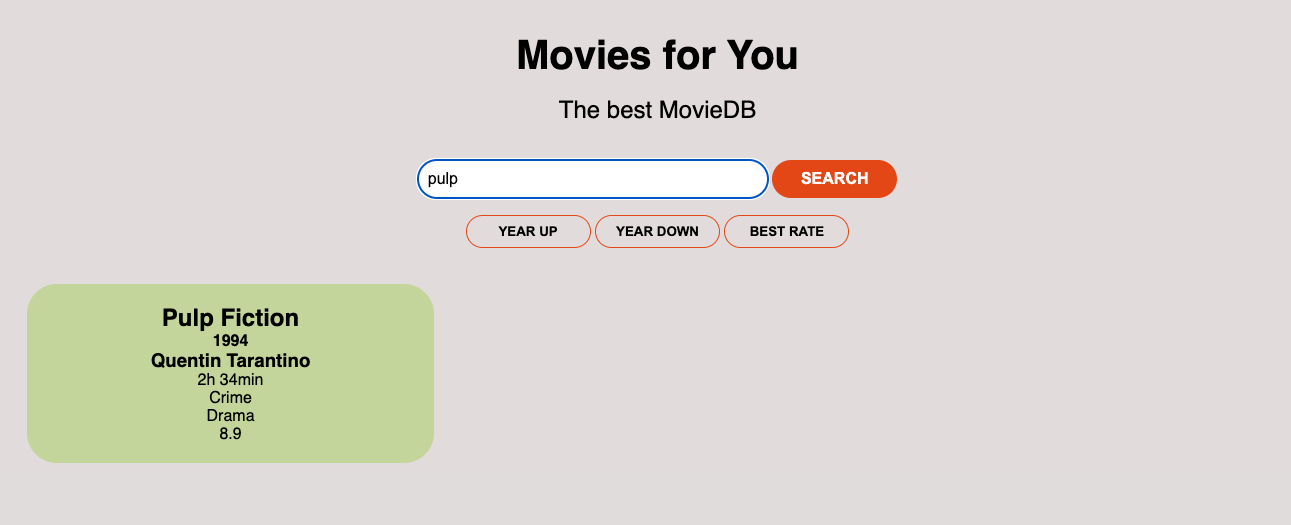 Movies for You
The best MovieDB
pulp
SEARCH
YEAR UP
YEAR DOWN
BEST RATE
Pulp Fiction
1994
Quentin Tarantino
2h 34min
Crime
Drama
8.9